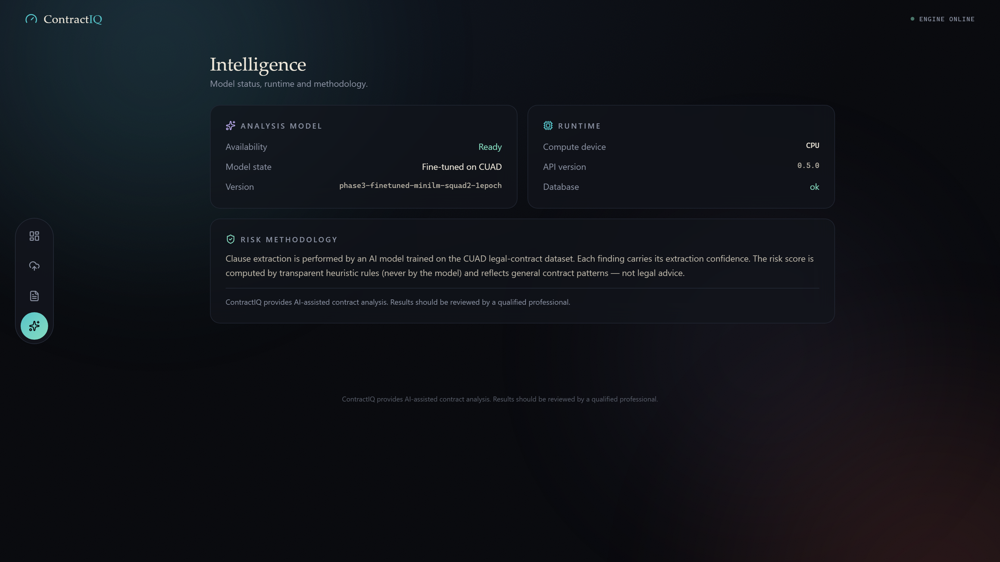 ContractIQ
ENGINE ONLINE
Intelligence
Model status, runtime and methodology.
ANALYSIS MODEL
Availability Ready
Model state Fine-tuned on CUAD
Version phase3-finetuned-minilm-squad2-1epoch
RUNTIME
Compute device CPU
API version 0.5.0
Database ok
RISK METHODOLOGY
Clause extraction is performed by an AI model trained on the CUAD legal-contract dataset. Each finding carries its extraction confidence. The risk score is
computed by transparent heuristic rules (never by the model) and reflects general contract patterns — not legal advice.
ContractIQ provides AI-assisted contract analysis. Results should be reviewed by a qualified professional.
ContractIQ provides AI-assisted contract analysis. Results should be reviewed by a qualified professional.